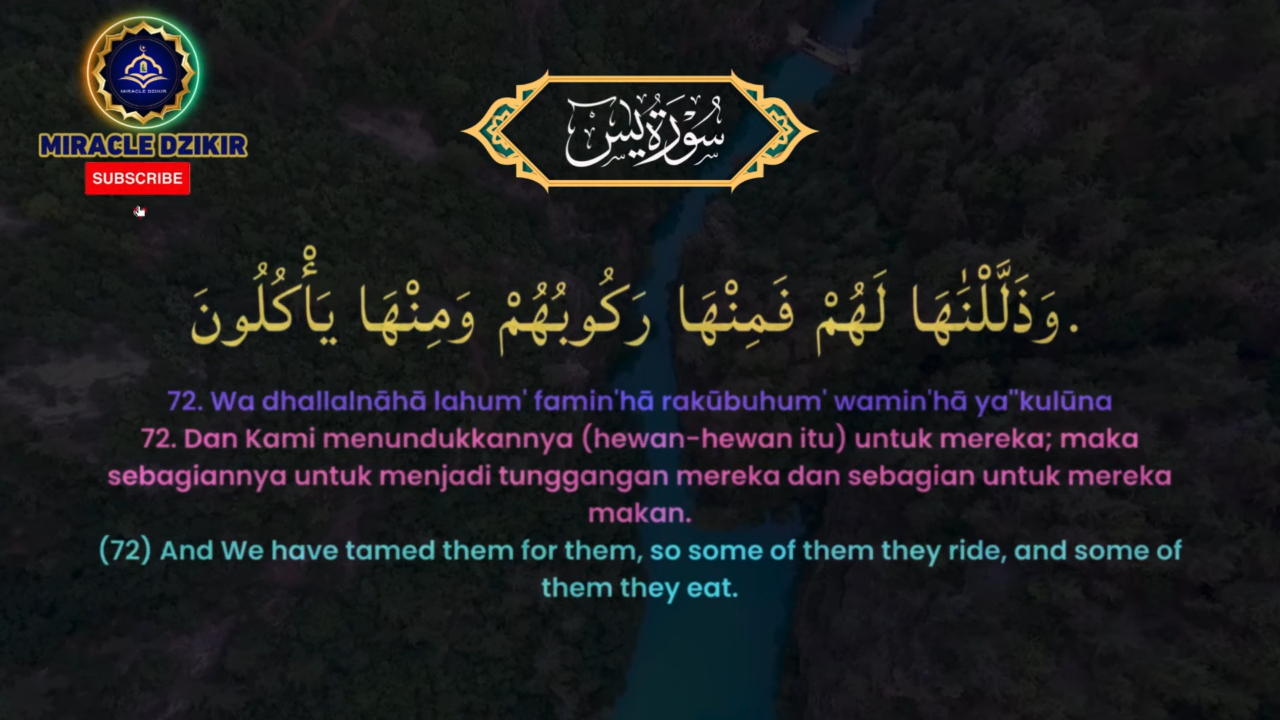 MIRACLE DZIKIR
MIRACLE DZIKIR
SUBSCRIBE
سُوْرَةُ يٰسٓ
وَذَلَّلْنَٰهَا لَهُمْ فَمِنْهَا رَكُوبُهُمْ وَمِنْهَا يَأْكُلُونَ.
72. Wa dhallalnāhā lahum' famin'hā rakūbuhum' wamin'hā ya"kulūna
72. Dan Kami menundukkannya (hewan-hewan itu) untuk mereka; maka
sebagiannya untuk menjadi tunggangan mereka dan sebagian untuk mereka
makan.
(72) And We have tamed them for them, so some of them they ride, and some of
them they eat.